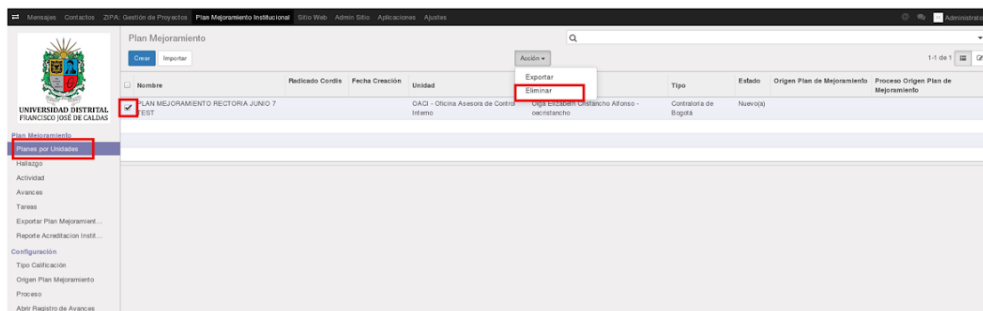 Mensajes Contactos ZIPA: Gestión de Proyectos Plan Mejoramiento Institucional Sitio Web Admin Sitio Aplicaciones Ajustes Administrato
Plan Mejoramiento
Crear Importar Acción 1-1 de 1
Exportar
Eliminar
Nombre Radicado Cordis Fecha Creación Unidad Tipo Estado Origen Plan de Mejoramiento Proceso Origen Plan de
Mejoramiento
PLAN MEJORAMIENTO RECTORIA JUNIO 7 OACI - Oficina Asesora de Control Olga Elizabeth Cristancho Alfonso - Contraloría de Nuevo(a)
TEST Interno oecristancho Bogotá
UNIVERSIDAD DISTRITAL
FRANCISCO JOSÉ DE CALDAS
Plan Mejoramiento
Planes por Unidades
Hallazgo
Actividad
Avances
Tareas
Exportar Plan Mejoramient...
Reporte Acreditacion Instit...
Configuración
Tipo Calificación
Origen Plan Mejoramiento
Proceso
Abrir Registro de Avances